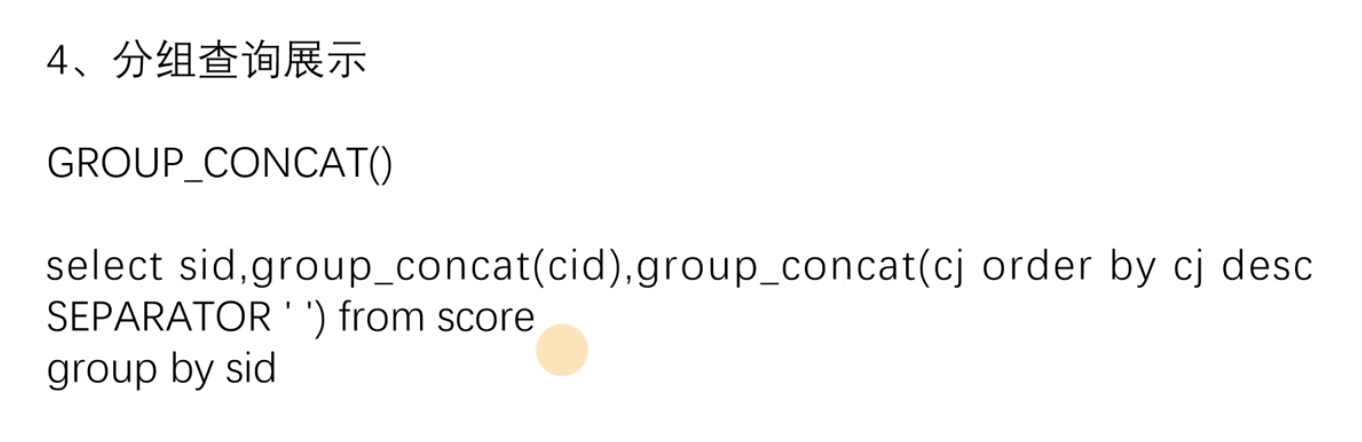 4、分组查询展示
GROUP_CONCAT()
select sid,group_concat(cid),group_concat(cj order by cj desc
SEPARATOR ' ') from score
group by sid